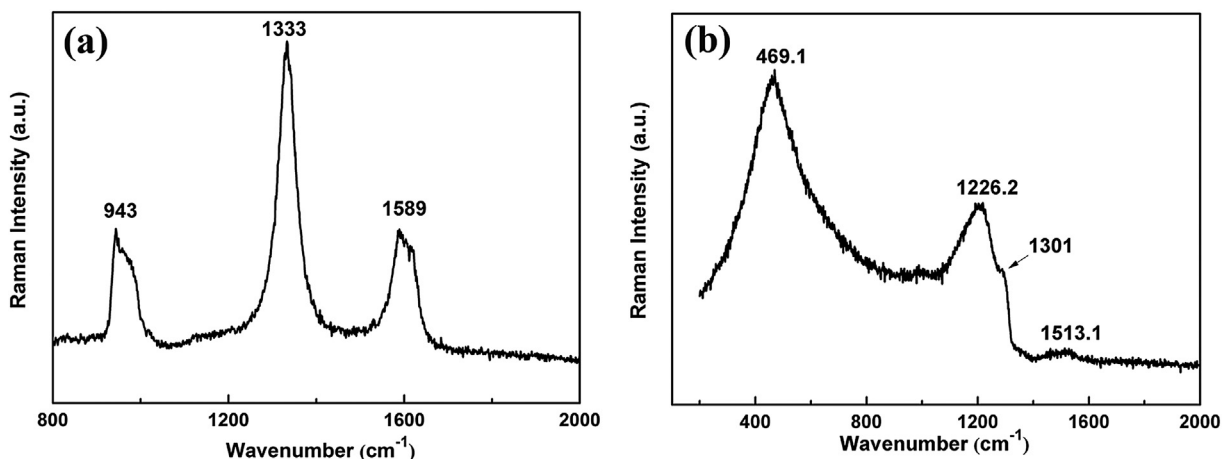 (a)
1333
943
1589
Raman Intensity (a.u.)
800
1200
1600
2000
Wavenumber (cm-1)
(b)
469.1
1226.2
1301
1513.1
Raman Intensity (a.u.)
400
800
1200
1600
2000
Wavenumber (cm-1)